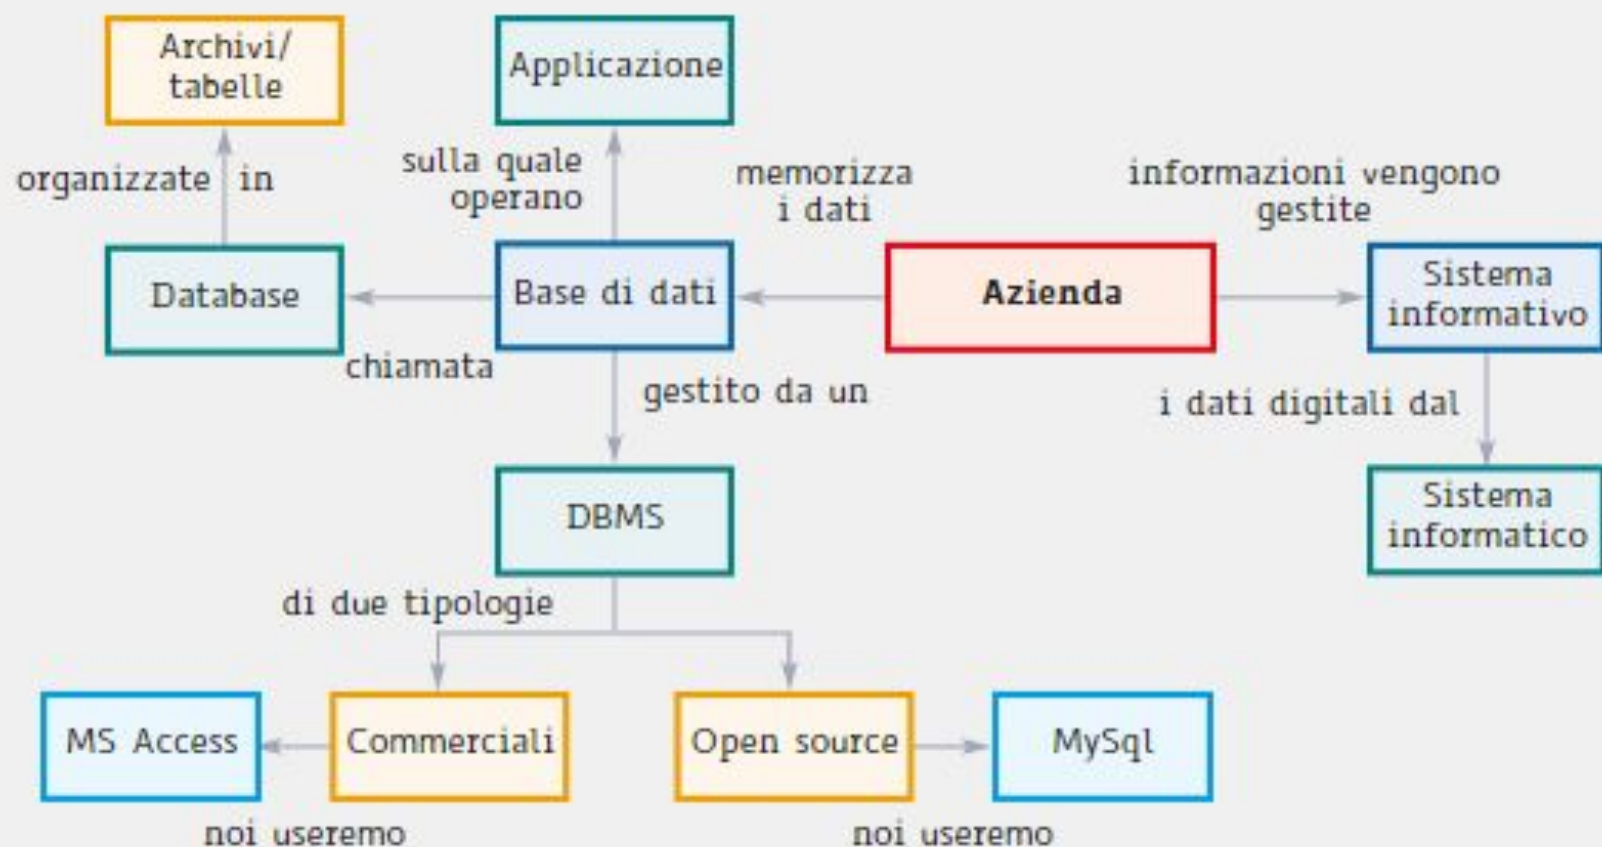 Archivi/
tabelle
Applicazione
organizzate in
sulla quale
operano
memorizza
i dati
informazioni vengono
gestite
Database
Base di dati
Azienda
Sistema
informativo
chiamata
gestito da un
i dati digitali dal
DBMS
Sistema
informatico
di due tipologie
MS Access
Commerciali
Open source
MySql
noi useremo
noi useremo